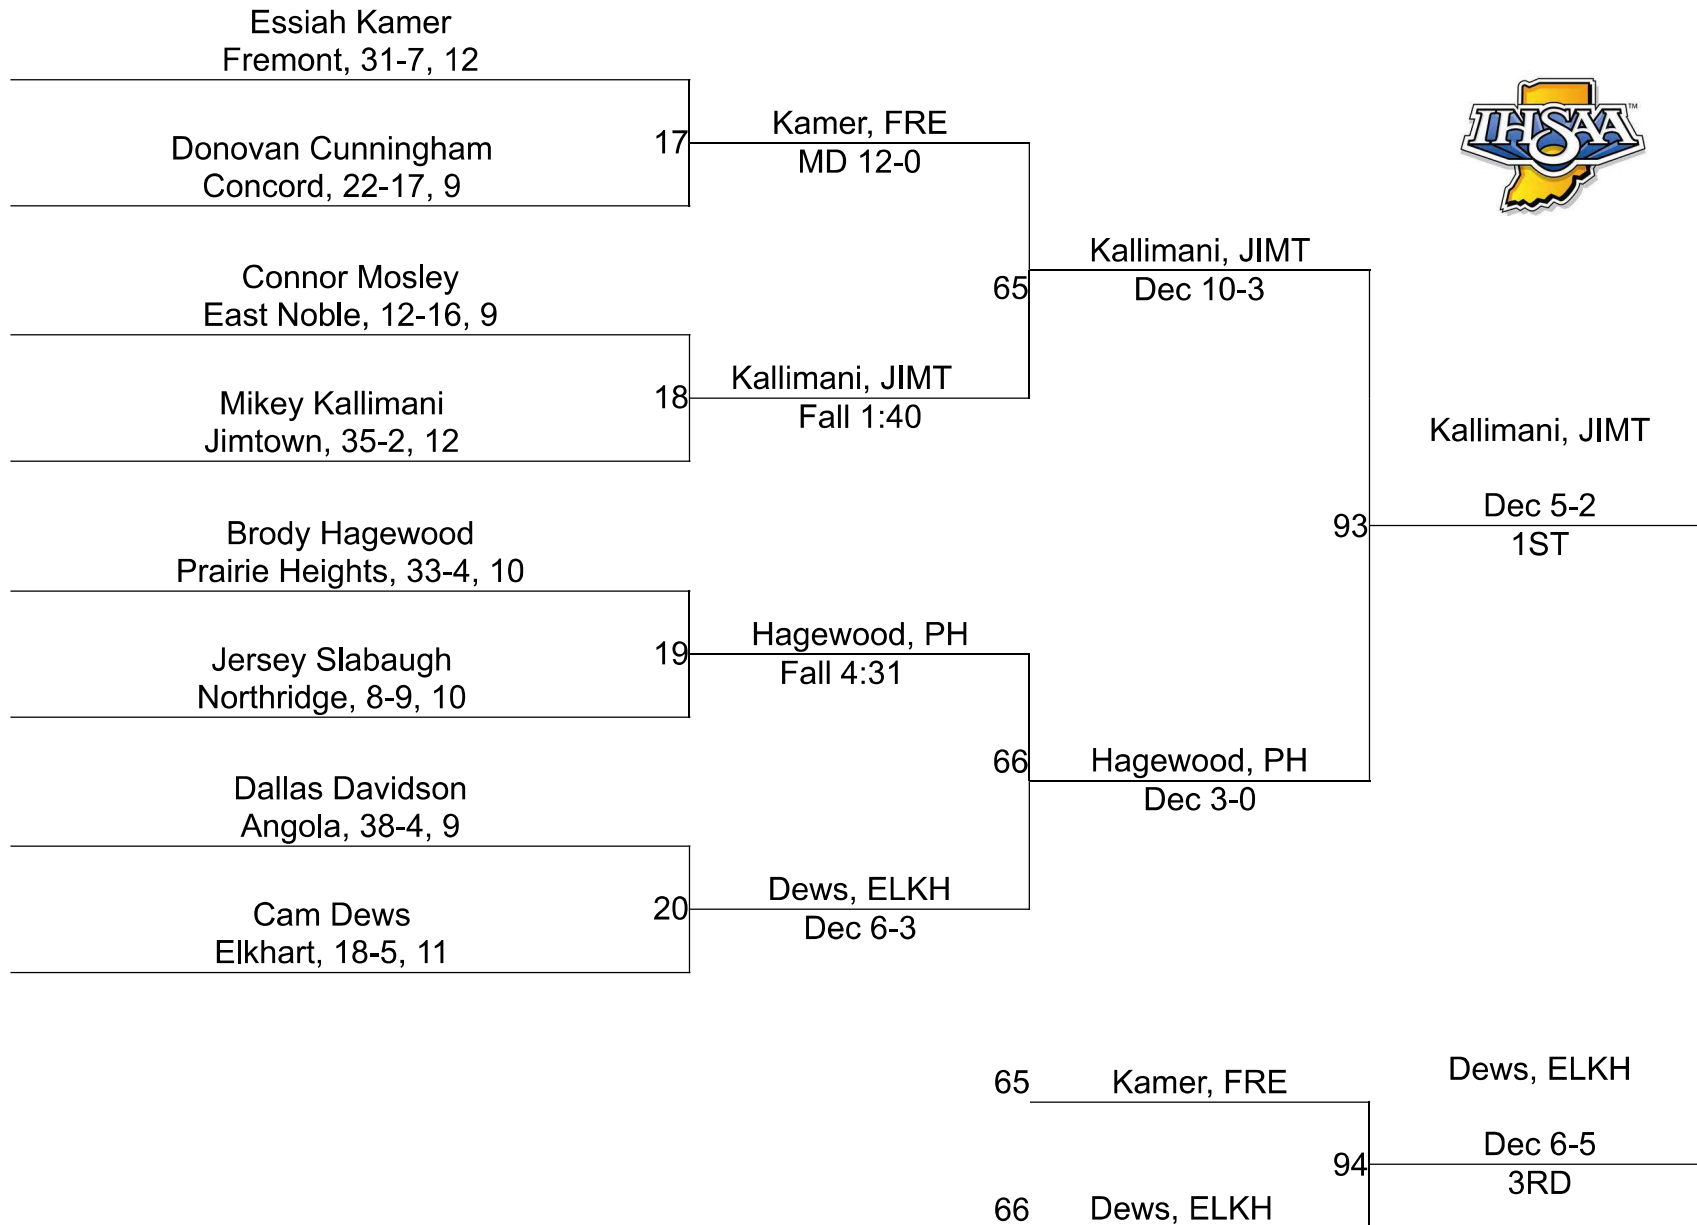 Essiah Kamer
Fremont, 31-7, 12
Donovan Cunningham
Concord, 22-17, 9
17
Kamer, FRE
MD 12-0
IHSAA™
Connor Mosley
East Noble, 12-16, 9
Mikey Kallimani
Jimtown, 35-2, 12
18
Kallimani, JIMT
Fall 1:40
65
Kallimani, JIMT
Dec 10-3
Brody Hagewood
Prairie Heights, 33-4, 10
Jersey Slabaugh
Northridge, 8-9, 10
19
Hagewood, PH
Fall 4:31
Dallas Davidson
Angola, 38-4, 9
Cam Dews
Elkhart, 18-5, 11
20
Dews, ELKH
Dec 6-3
66
Hagewood, PH
Dec 3-0
93
Kallimani, JIMT
Dec 5-2
1ST
65
Kamer, FRE
66
Dews, ELKH
94
Dews, ELKH
Dec 6-5
3RD